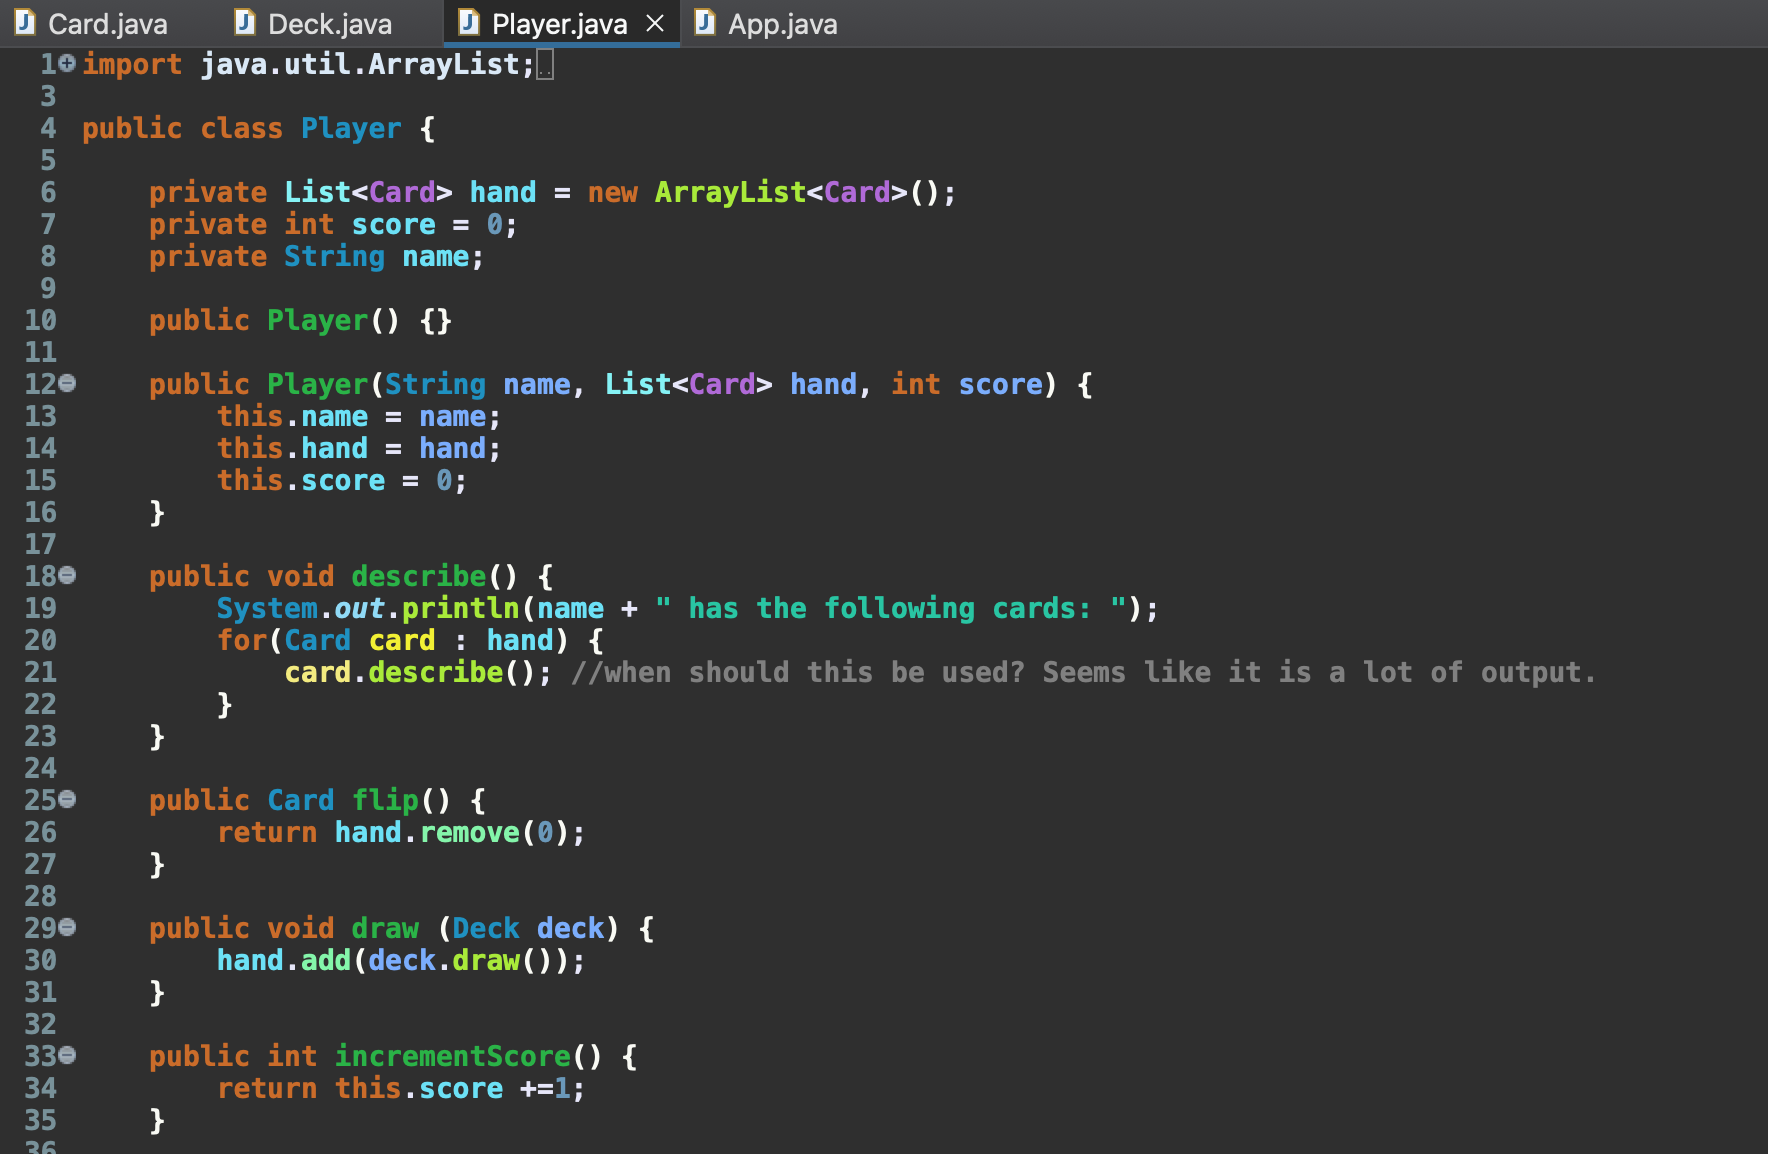 Card.java Deck.java Player.java App.java
1 import java.util.ArrayList;
3
4 public class Player {
5
6     private List<Card> hand = new ArrayList<Card>();
7     private int score = 0;
8     private String name;
9
10     public Player() {}
11
12     public Player(String name, List<Card> hand, int score) {
13         this.name = name;
14         this.hand = hand;
15         this.score = 0;
16     }
17
18     public void describe() {
19         System.out.println(name + " has the following cards: ");
20         for(Card card : hand) {
21             card.describe(); //when should this be used? Seems like it is a lot of output.
22         }
23     }
24
25     public Card flip() {
26         return hand.remove(0);
27     }
28
29     public void draw (Deck deck) {
30         hand.add(deck.draw());
31     }
32
33     public int incrementScore() {
34         return this.score +=1;
35     }
36